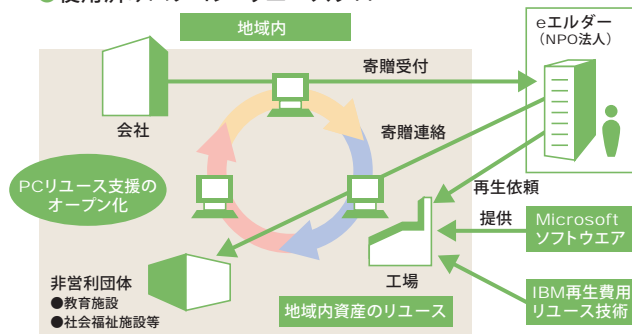 地域内
eエルダー
（NPO法人）
寄贈受付
会社
寄贈連絡
PCリユース支援の
オープン化
再生依頼
提供
Microsoft
ソフトウエア
非営利団体
●教育施設
●社会福祉施設等
工場
地域内資産のリユース
IBM再生費用
リユース技術